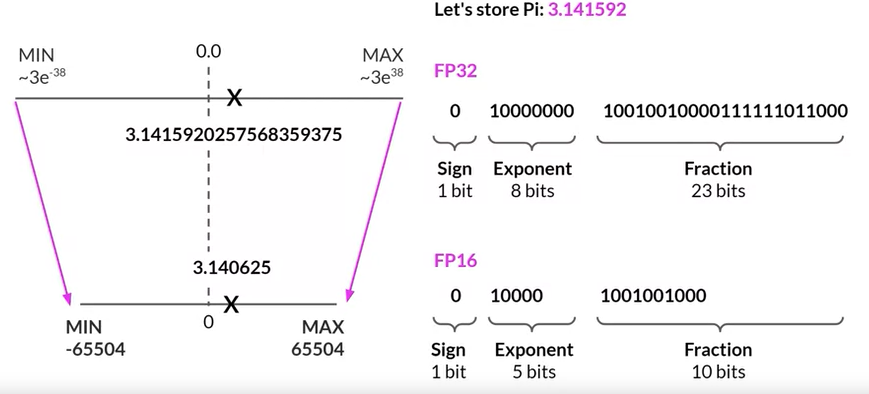 Let's store Pi: 3.141592
MIN
~3e-38
0.0
MAX
~3e38
X
3.1415920257568359375
3.140625
X
0
MIN
-65504
MAX
65504
FP32
0 10000000 10010010000111111011000
Sign Exponent Fraction
1 bit 8 bits 23 bits
FP16
0 10000 1001001000
Sign Exponent Fraction
1 bit 5 bits 10 bits